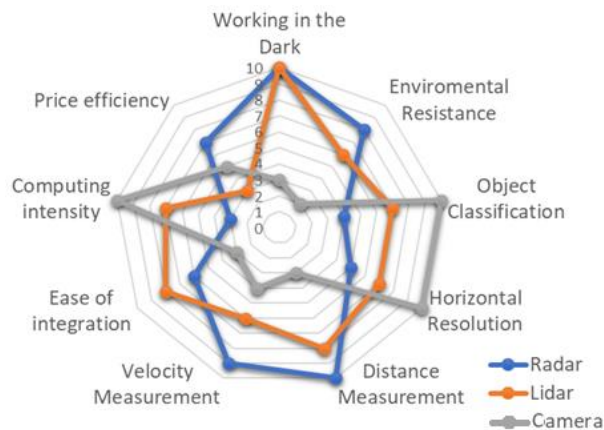 Working in the
Dark
10
9
8
7
6
5
4
3
2
1
0
Enviromental
Resistance
Object
Classification
Horizontal
Resolution
Distance
Measurement
Velocity
Measurement
Ease of
integration
Computing
intensity
Price efficiency
Radar
Lidar
Camera